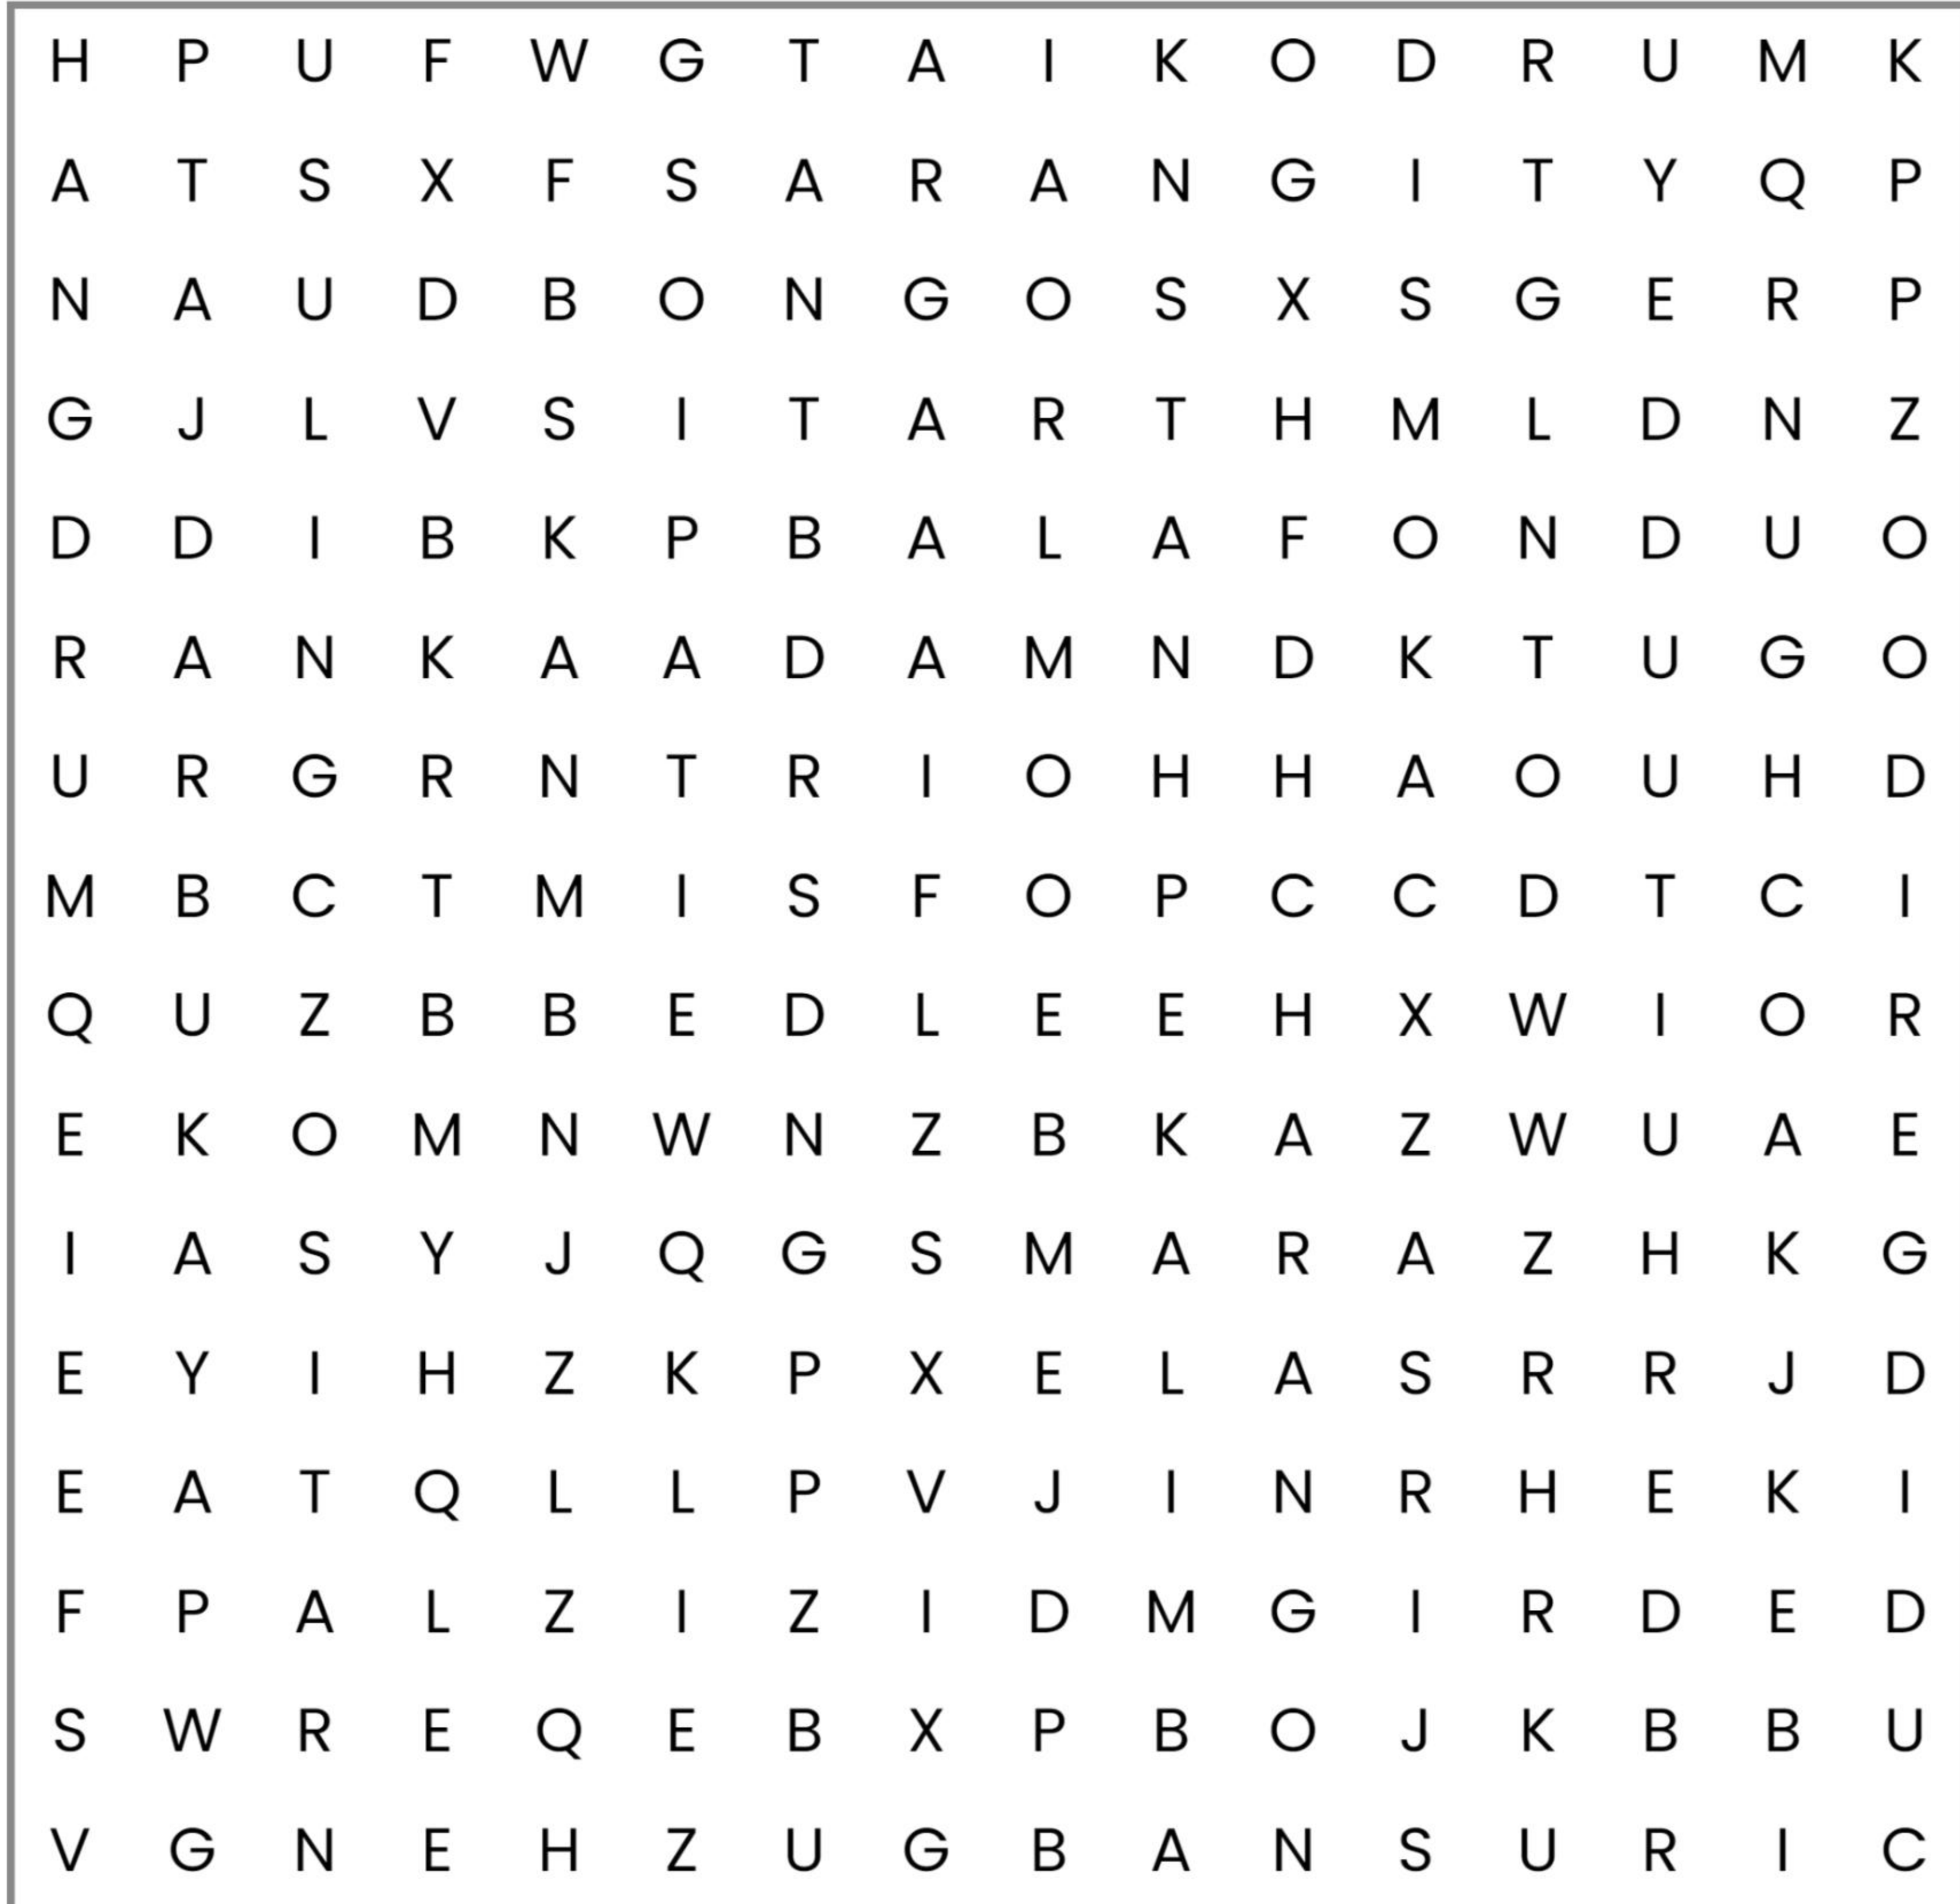 H P U F W G T A I K O D R U M K
A T S X F S A R A N G I T Y Q P
N A U D B O N G O S X S G E R P
G J L V S I T A R T H M L D N Z
D D I B K P B A L A F O N D U O
R A N K A A D A M N D K T U G O
U R G R N T R I O H H A O U H D
M B C T M I S F O P C C D T C I
Q U Z B B E D L E E H X W I O R
E K O M N W N Z B K A Z W U A E
I A S Y J Q G S M A R A Z H K G
E Y I H Z K P X E L A S R R J D
E A T Q L L P V J I N R H E K I
F P A L Z I Z I D M G I R D E D
S W R E Q E B X P B O J K B B U
V G N E H Z U G B A N S U R I C